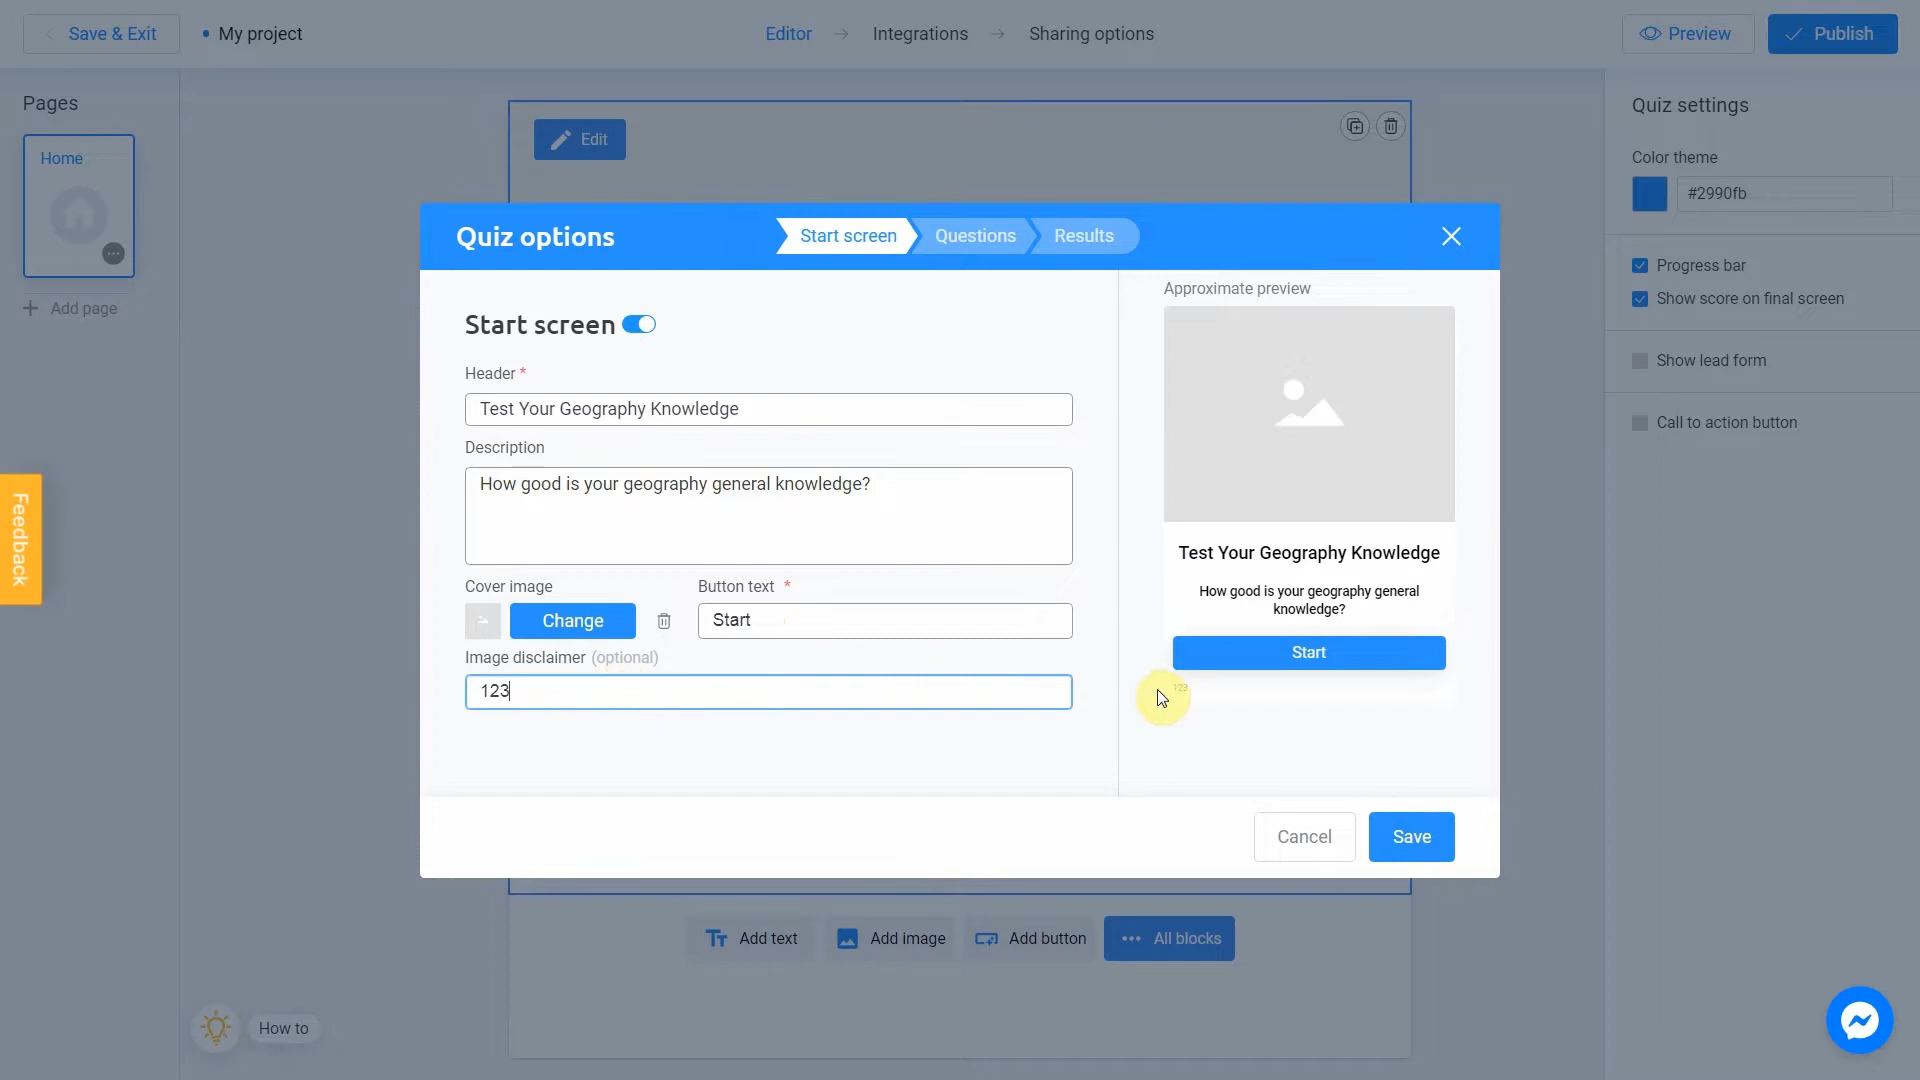 Save & Exit
My project
Editor
Integrations
Sharing options
Preview
Publish
Pages
Home
Add page
Feedback
Edit
Quiz options
Start screen
Questions
Results
Start screen
Header *
Test Your Geography Knowledge
Description
How good is your geography general knowledge?
Cover image
Button text *
Change
Start
Image disclaimer (optional)
123
Approximate preview
Test Your Geography Knowledge
How good is your geography general
knowledge?
Start
123
Cancel
Save
Add text
Add image
Add button
All blocks
How to
Quiz settings
Color theme
#2990fb
Progress bar
Show score on final screen
Show lead form
Call to action button